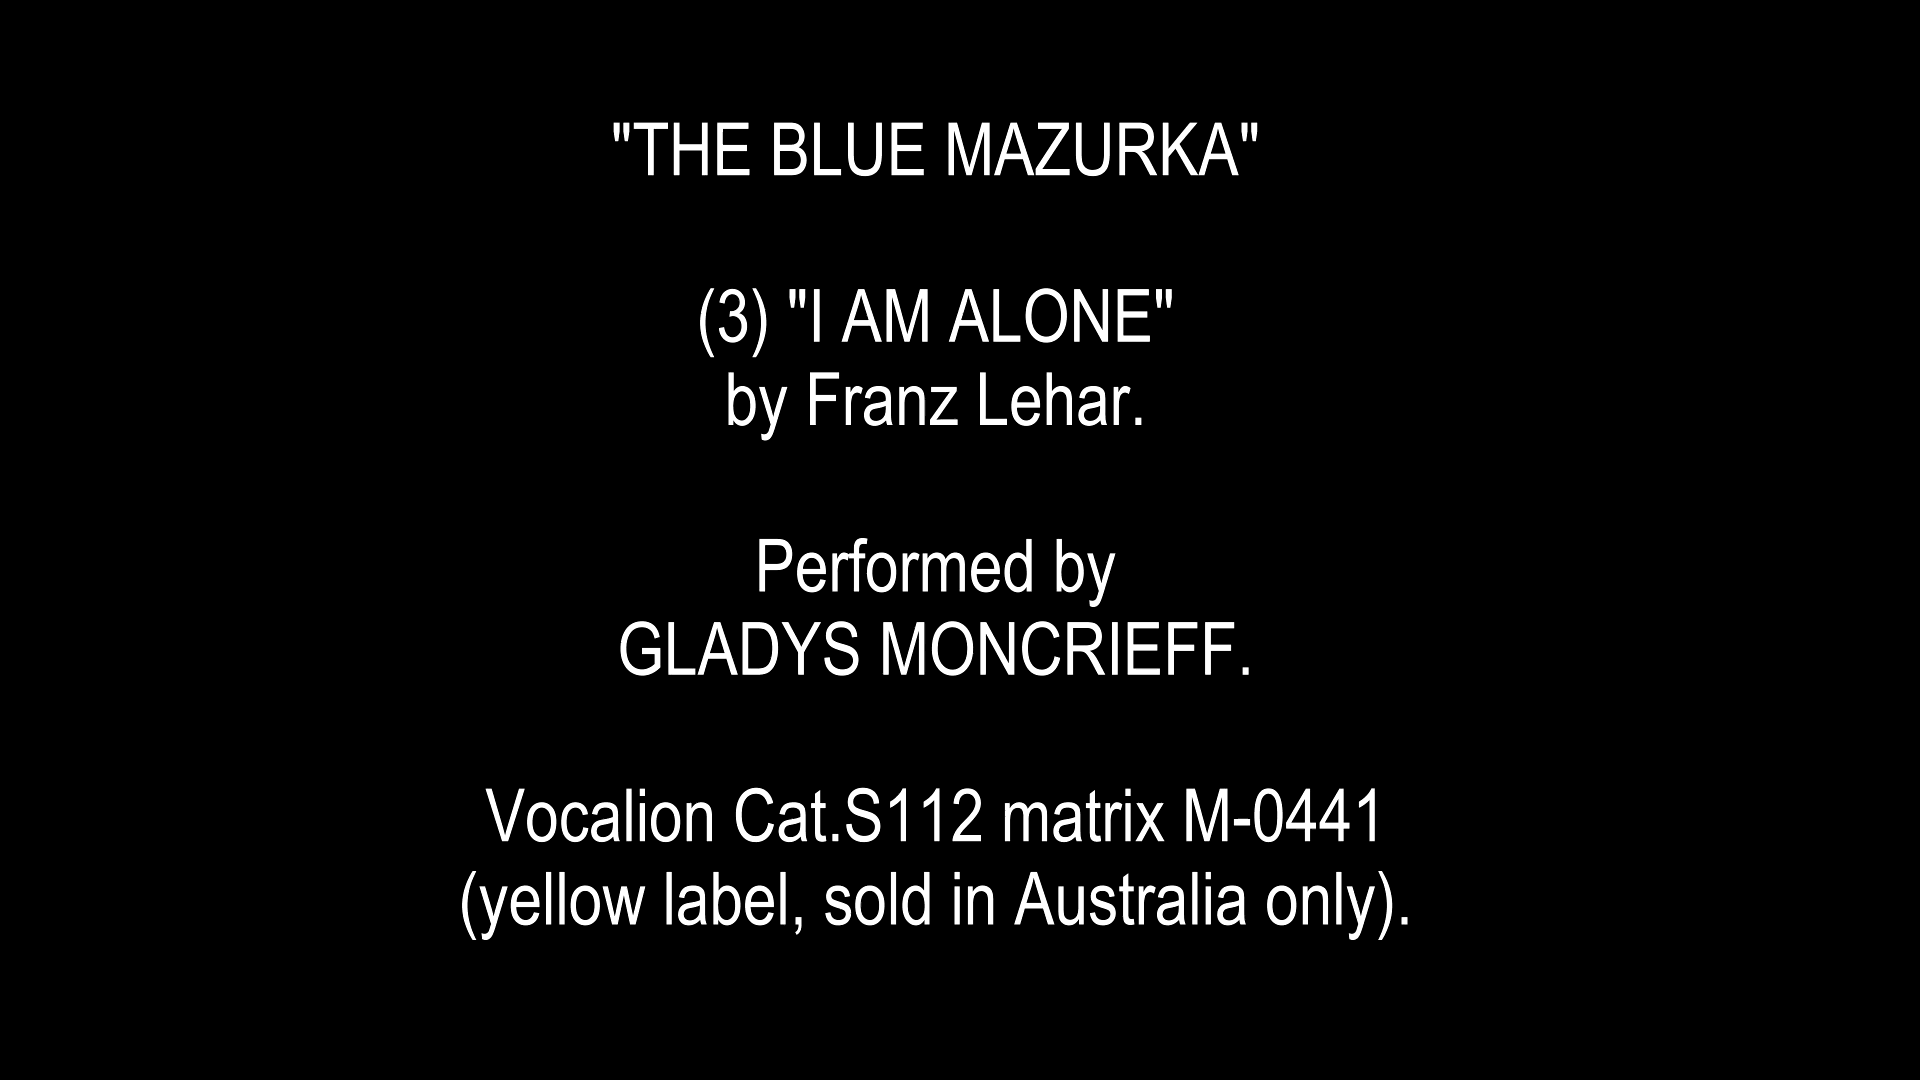 "THE BLUE MAZURKA"
(3) "I AM ALONE"
by Franz Lehar.
Performed by
GLADYS MONCRIEFF.
Vocalion Cat.S112 matrix M-0441
(yellow label, sold in Australia only).